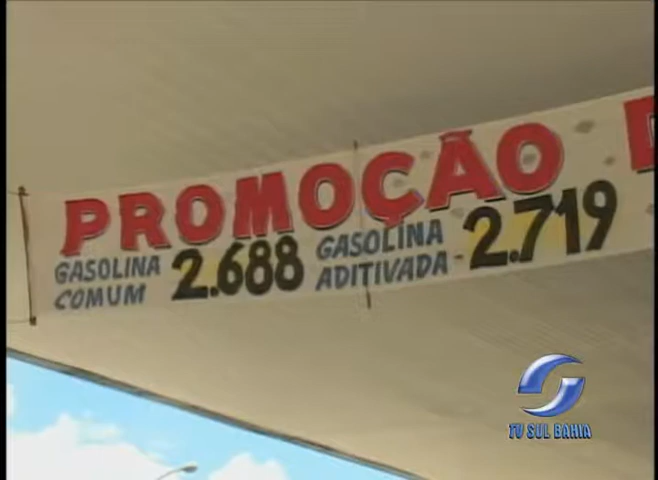 PROMOÇÃO D
GASOLINA COMUM 2.688
GASOLINA ADITIVADA - 2.719
TV SUL BAHIA